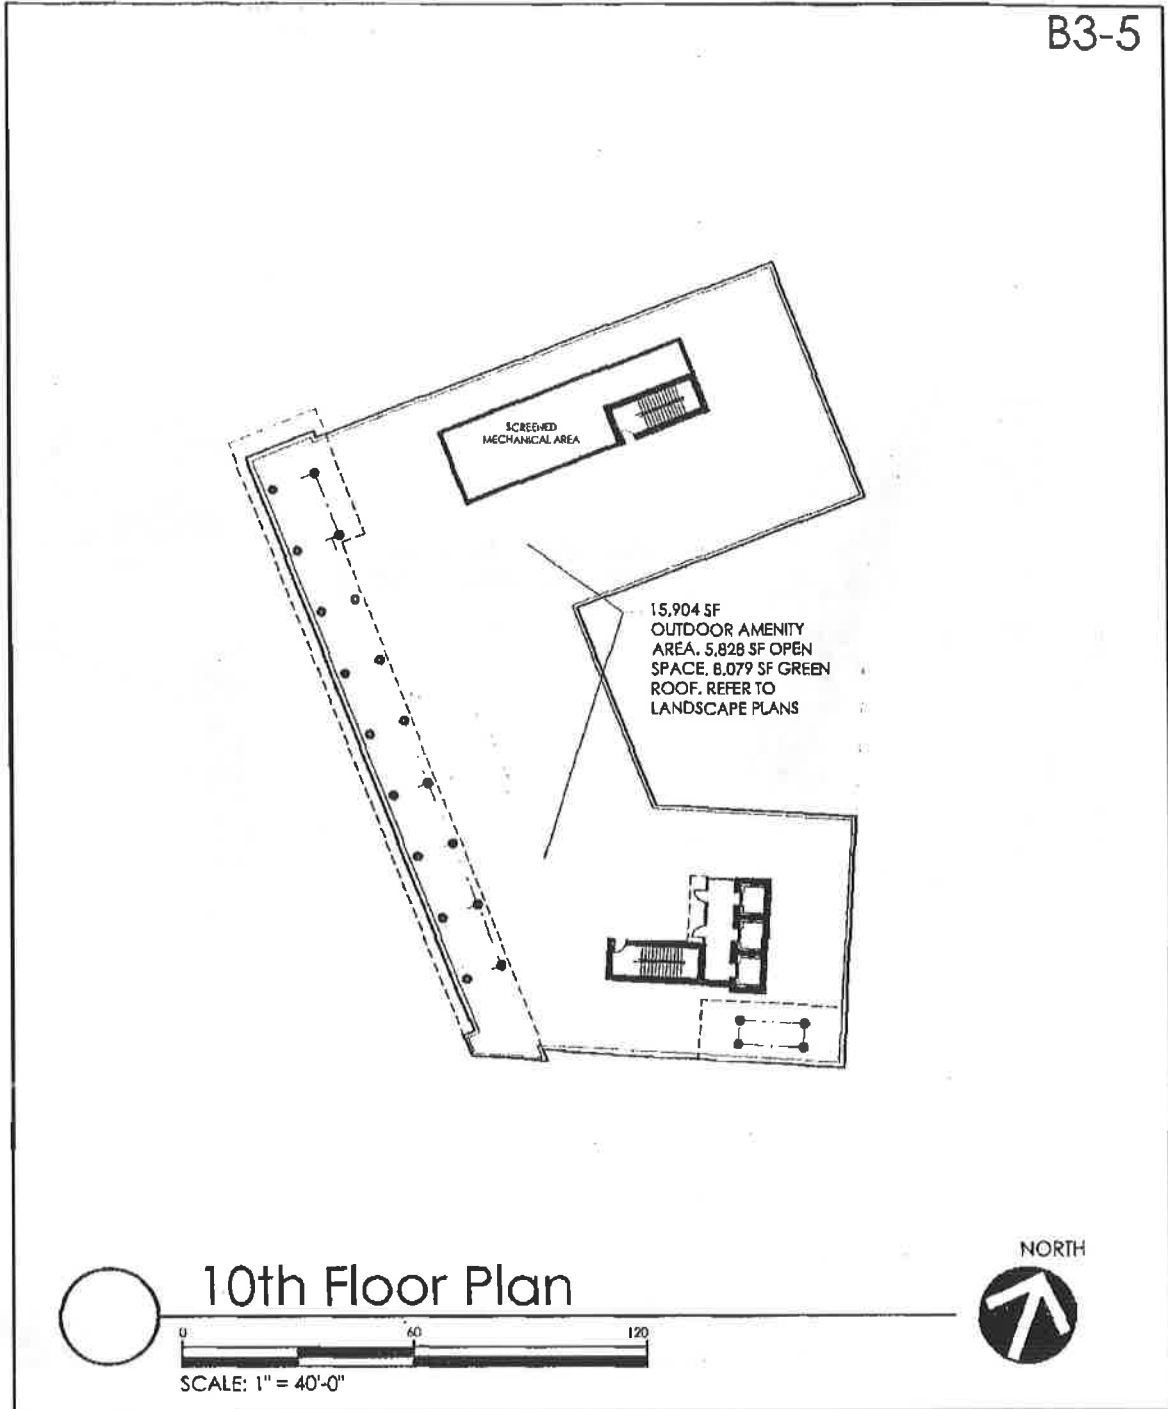 B3-5
SCREENED
MECHANICAL AREA
15,904 SF
OUTDOOR AMENITY
AREA. 5,828 SF OPEN
SPACE. 8,079 SF GREEN
ROOF. REFER TO
LANDSCAPE PLANS
NORTH
10th Floor Plan
0 60 120
SCALE: 1" = 40'-0"